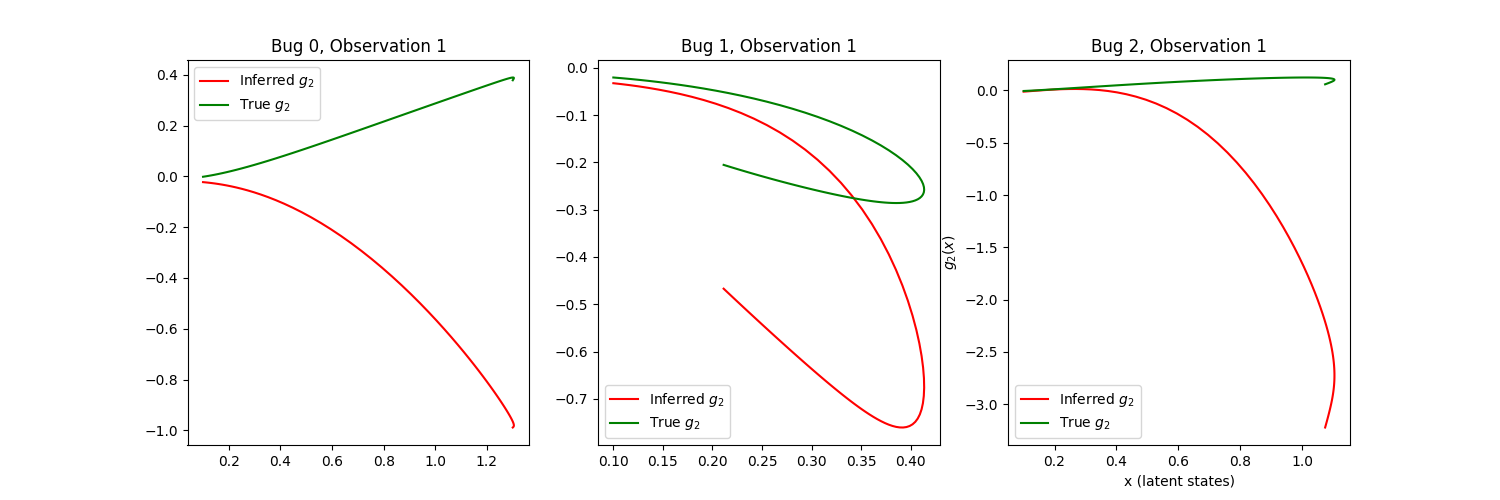 Bug 0, Observation 1
Inferred g₂
True g₂
0.4
0.2
0.0
−0.2
−0.4
−0.6
−0.8
−1.0
0.2 0.4 0.6 0.8 1.0 1.2
Bug 1, Observation 1
0.0
−0.1
−0.2
−0.3
−0.4
−0.5
−0.6
−0.7
Inferred g₂
True g₂
0.10 0.15 0.20 0.25 0.30 0.35 0.40
Bug 2, Observation 1
g₂(x)
0.0
−0.5
−1.0
−1.5
−2.0
−2.5
−3.0
Inferred g₂
True g₂
0.2 0.4 0.6 0.8 1.0
x (latent states)